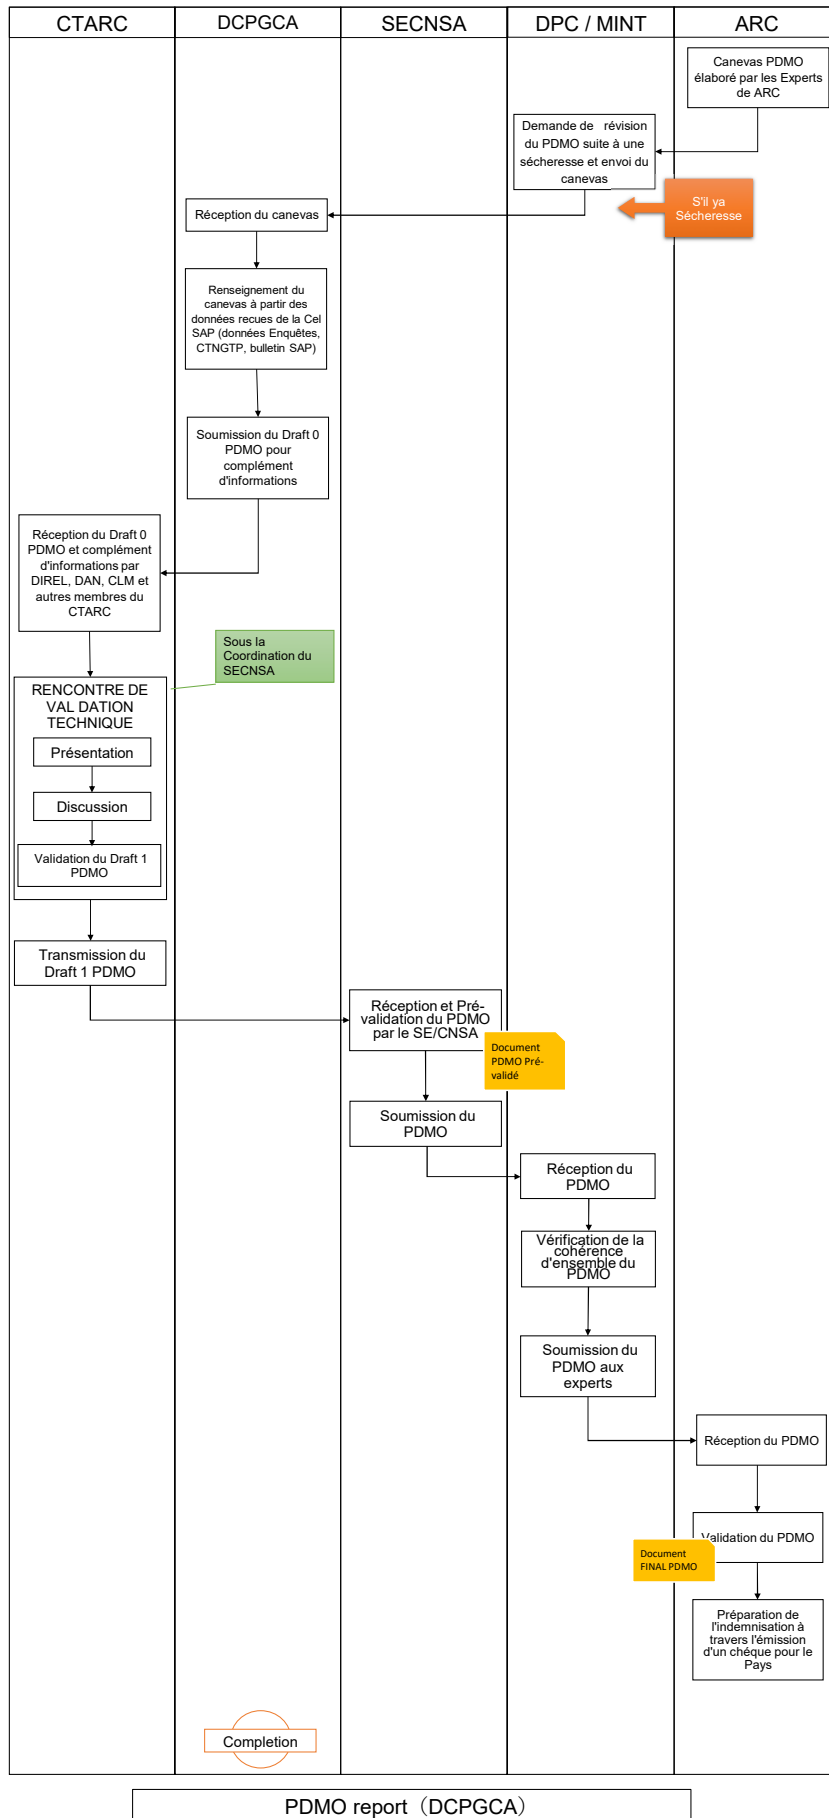 CTARC
DCPGCA
SECNSA
DPC / MINT
ARC
Canevas PDMO
élaboré par les Experts
de ARC
Demande de révision
du PDMO suite à une
sécheresse et envoi du
canevas
S'il ya
Sécheresse
Réception du canevas
Renseignement du
canevas à partir des
données recues de la Cel
SAP (données Enquêtes,
CTNGTP, bulletin SAP)
Soumission du Draft 0
PDMO pour
complément
d'informations
Réception du Draft 0
PDMO et complément
d'informations par
DIREL, DAN, CLM et
autres membres du
CTARC
Sous la
Coordination du
SECNSA
RENCONTRE DE
VAL DATION
TECHNIQUE
Présentation
Discussion
Validation du Draft 1
PDMO
Transmission du
Draft 1 PDMO
Réception et Pré-
validation du PDMO
par le SE/CNSA
Document
PDMO Pré-
validé
Soumission du
PDMO
Réception du
PDMO
Vérification de la
cohérence
d'ensemble du
PDMO
Soumission du
PDMO aux
experts
Réception du PDMO
Validation du PDMO
Document
FINAL PDMO
Préparation de
l'indemnisation à
travers l'émission
d'un chéque pour le
Pays
Completion
PDMO report（DCPGCA）